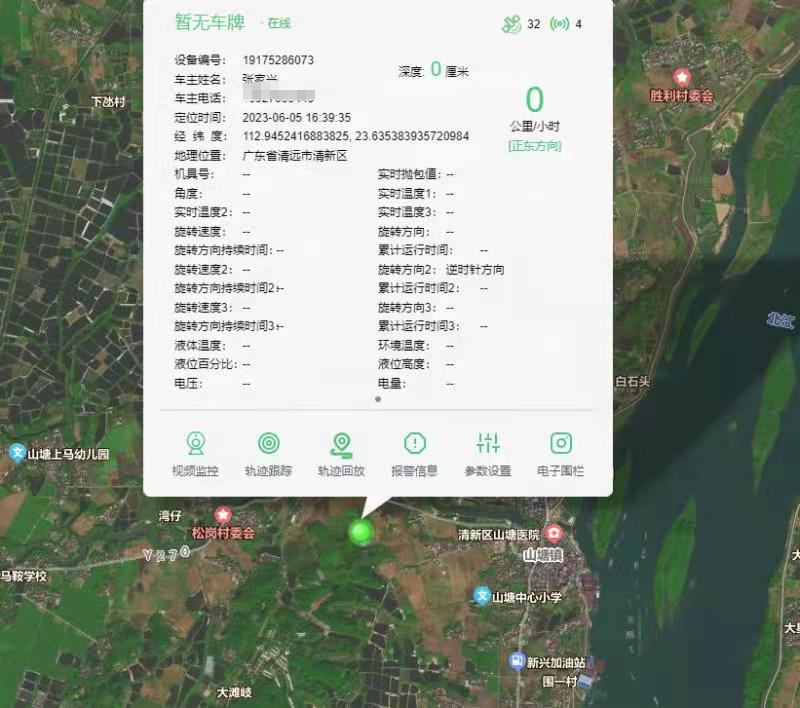 暂无车牌 · 在线 32 4
设备编号: 19175286073
深度: 0 厘米
车主姓名: 张家兴
车主电话:
定位时间: 2023-06-05 16:39:35
0
公里/小时
[正东方向]
经 纬 度: 112.9452416883825, 23.635383935720984
地理位置: 广东省清远市清新区
机具号: -- 实时抛包值: --
角度: -- 实时温度1: --
实时温度2: -- 实时温度3: --
旋转速度: -- 旋转方向: --
旋转方向持续时间: -- 累计运行时间: --
旋转速度2: -- 旋转方向2: 逆时针方向
旋转方向持续时间2: -- 累计运行时间2: --
旋转速度3: -- 旋转方向3: --
旋转方向持续时间3: -- 累计运行时间3: --
液体温度: -- 环境温度: --
液位百分比: -- 液位高度: --
电压: -- 电量: --
视频监控 轨迹跟踪 轨迹回放 报警信息 参数设置 电子围栏
下氹村
胜利村委会
北江
白石头
山塘上马幼儿园
湾仔
松岗村委会
Y270
马鞍学校
清新区山塘医院
山塘镇
山塘中心小学
新兴加油站
围一村
大滩岐
大
大星